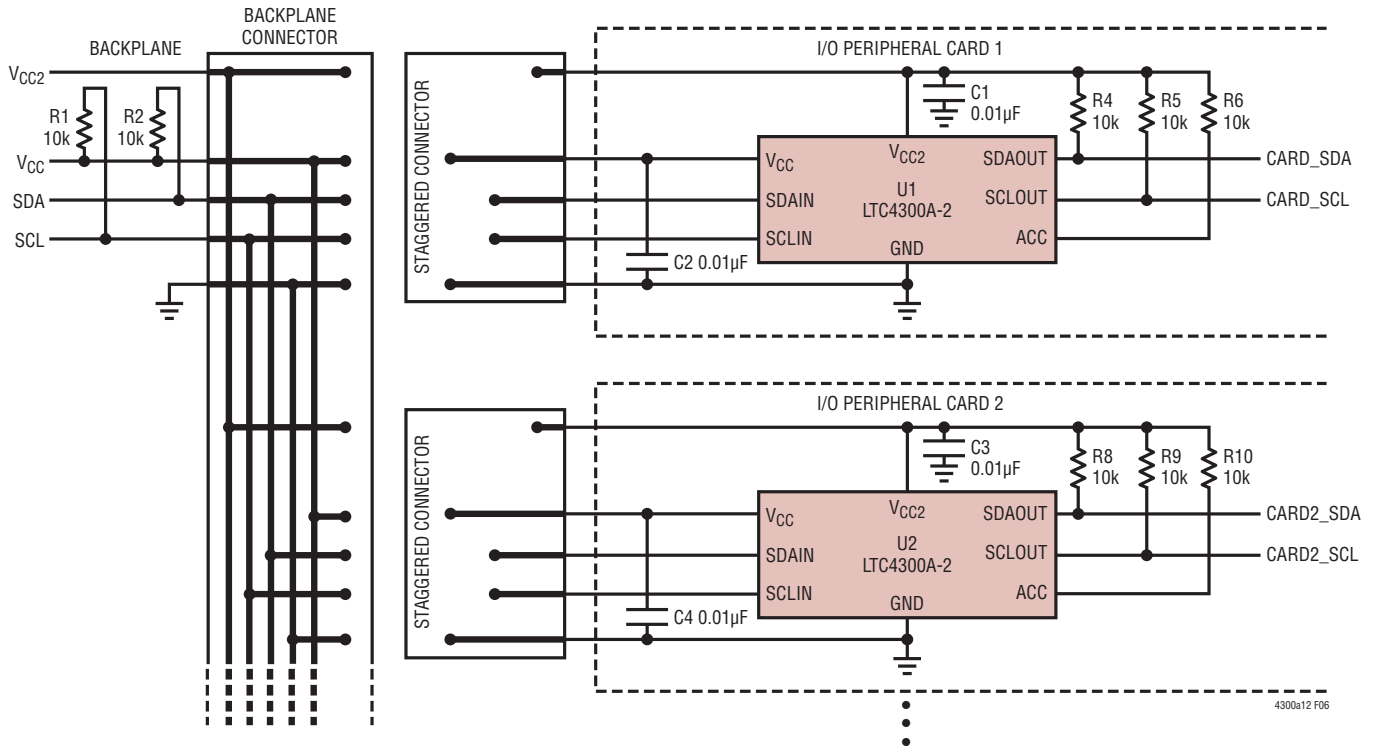 BACKPLANE
CONNECTOR
BACKPLANE
VCC2
R1
10k
R2
10k
VCC
SDA
SCL
STAGGERED CONNECTOR
I/O PERIPHERAL CARD 1
C1
0.01µF
R4
10k
R5
10k
R6
10k
VCC
VCC2
SDAOUT
CARD_SDA
SDAIN
U1
LTC4300A-2
SCLOUT
CARD_SCL
SCLIN
GND
ACC
C2 0.01µF
STAGGERED CONNECTOR
I/O PERIPHERAL CARD 2
C3
0.01µF
R8
10k
R9
10k
R10
10k
VCC
VCC2
SDAOUT
CARD2_SDA
SDAIN
U2
LTC4300A-2
SCLOUT
CARD2_SCL
SCLIN
GND
ACC
C4 0.01µF
4300a12 F06